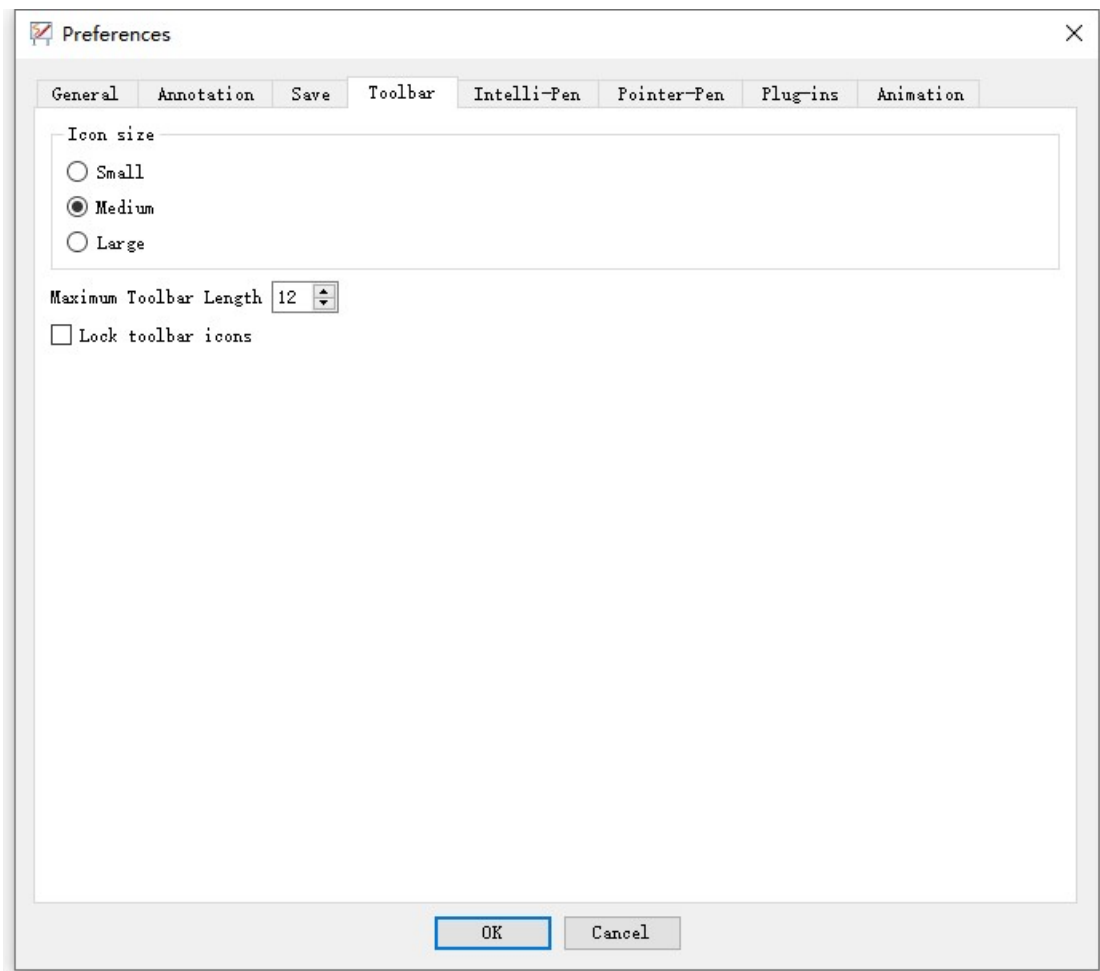 Preferences
General Annotation Save Toolbar Intelli-Pen Pointer-Pen Plug-ins Animation
Icon size
Small
Medium
Large
Maximum Toolbar Length 12
Lock toolbar icons
OK Cancel